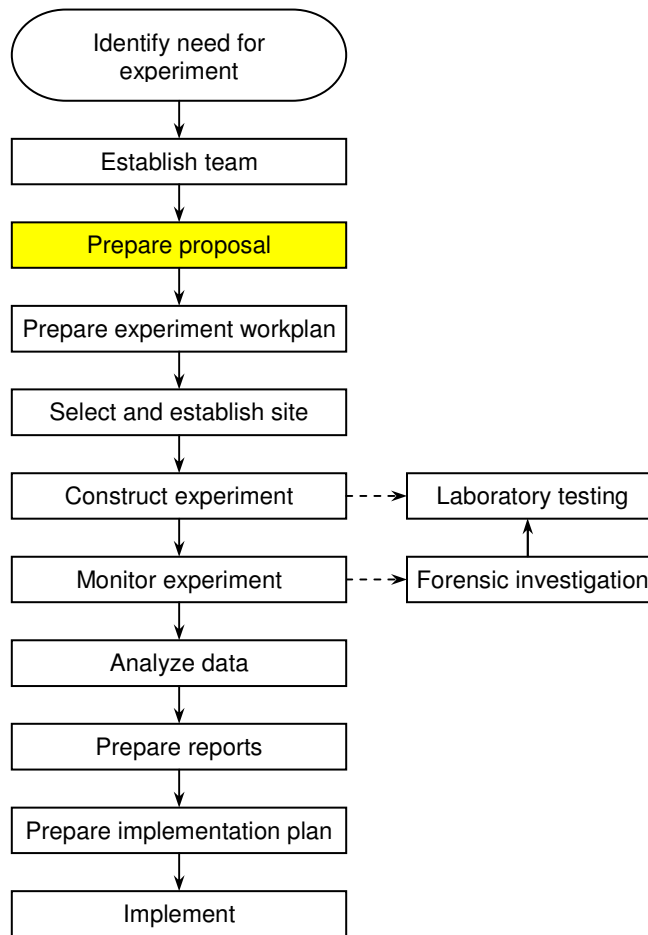 Identify need for
experiment
Establish team
Prepare proposal
Prepare experiment workplan
Select and establish site
Construct experiment
Laboratory testing
Monitor experiment
Forensic investigation
Analyze data
Prepare reports
Prepare implementation plan
Implement